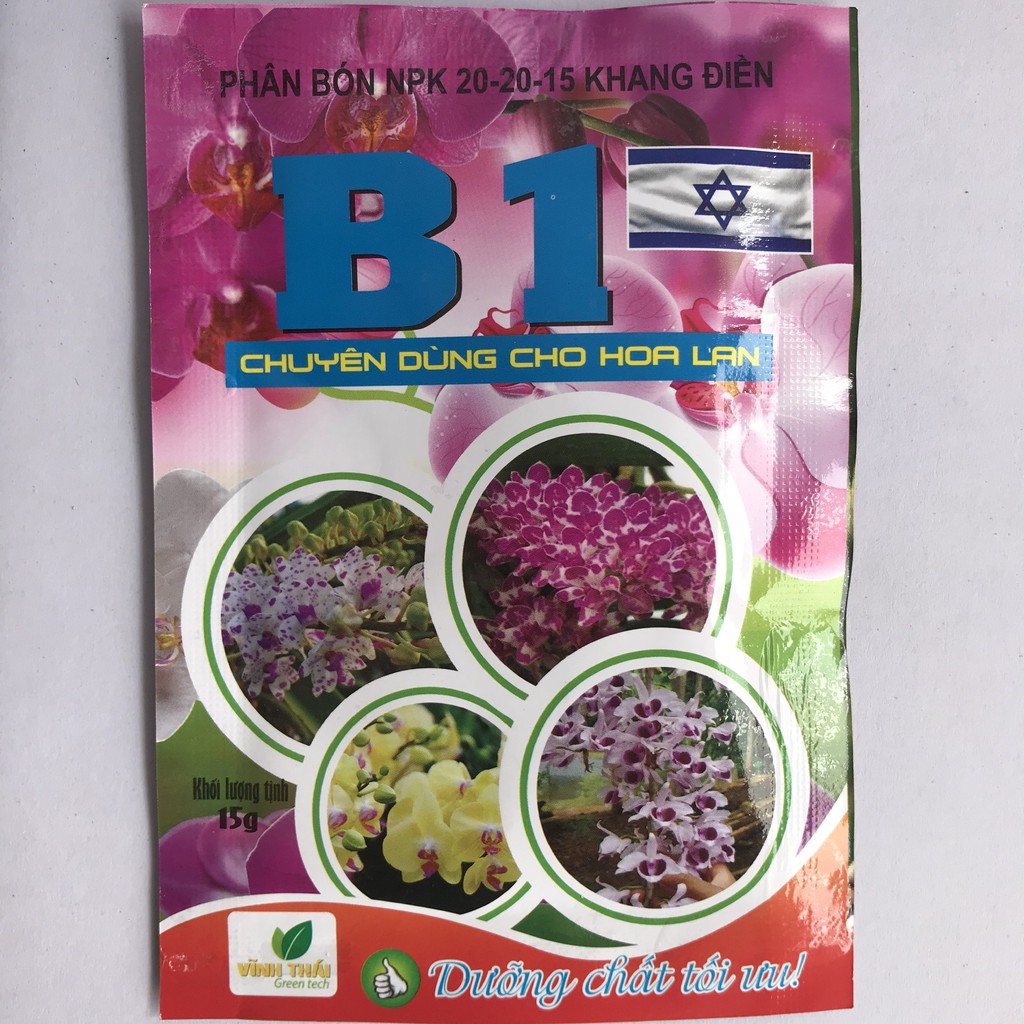 PHÂN BÓN NPK 20-20-15 KHANG ĐIỀN
B1
CHUYÊN DÙNG CHO HOA LAN
Khối lượng tịnh
15g
VĨNH THÁI
Green tech
Dưỡng chất tối ưu!